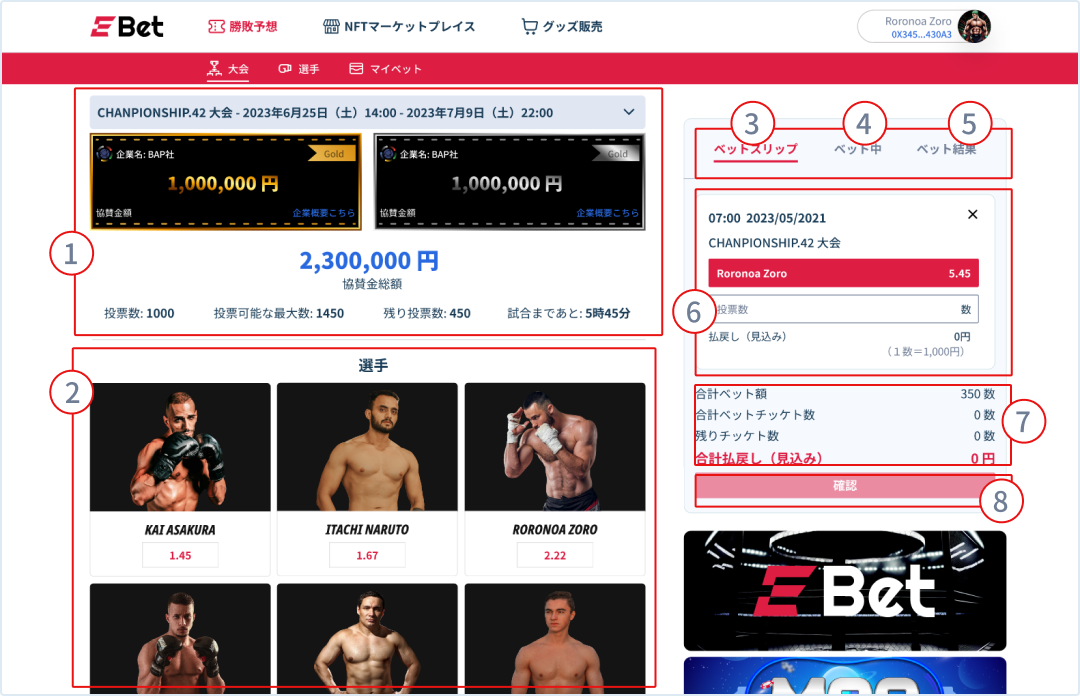 EBet
勝敗予想
NFTマーケットプレイス
グッズ販売
Roronoa Zoro
0X345...430A3
大会
選手
マイベット
CHANPIONSHIP.42 大会 - 2023年6月25日（土）14:00 - 2023年7月9日（土）22:00
企業名: BAP社
Gold
1,000,000 円
協賛金額
企業概要こちら
企業名: BAP社
Gold
1,000,000 円
協賛金額
企業概要こちら
1
2,300,000 円
協賛金総額
投票数: 1000
投票可能な最大数: 1450
残り投票数: 450
試合まであと: 5時45分
2
選手
KAI ASAKURA
1.45
ITACHI NARUTO
1.67
RORONOA ZORO
2.22
3
4
5
ベットスリップ
ベット中
ベット結果
07:00 2023/05/2021
CHANPIONSHIP.42 大会
Roronoa Zoro
5.45
6
投票数
数
払戻し（見込み）
0円
（１数＝1,000円）
合計ベット額
350 数
合計ベットチケット数
0 数
残りチケット数
0 数
合計払戻し（見込み）
0 円
7
確認
8
EBet